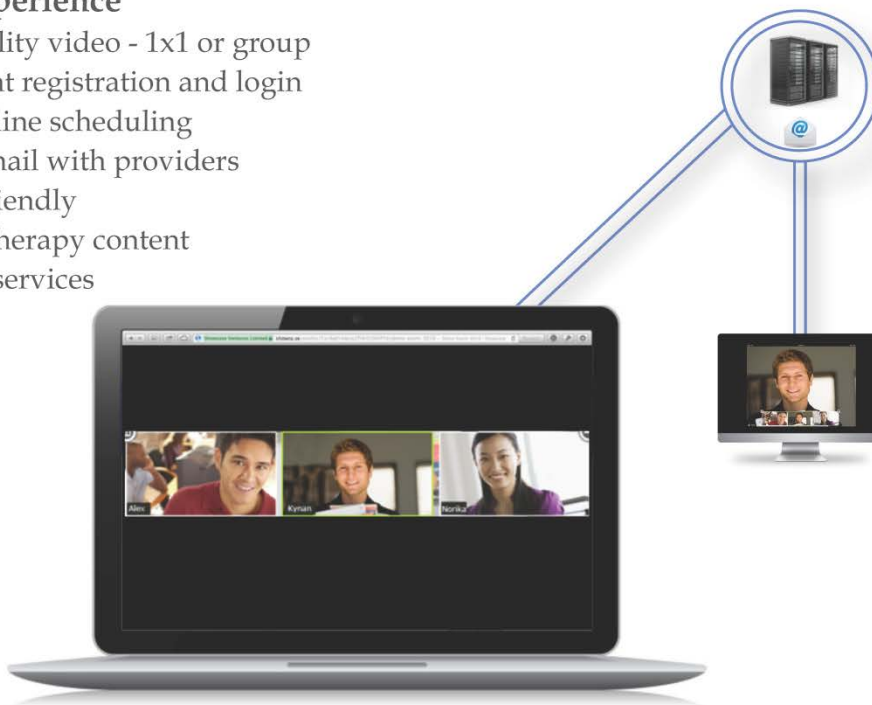 perience
lity video - 1x1 or group
nt registration and login
line scheduling
nail with providers
iendly
herapy content
services
@
Alex
Kynan
Norika